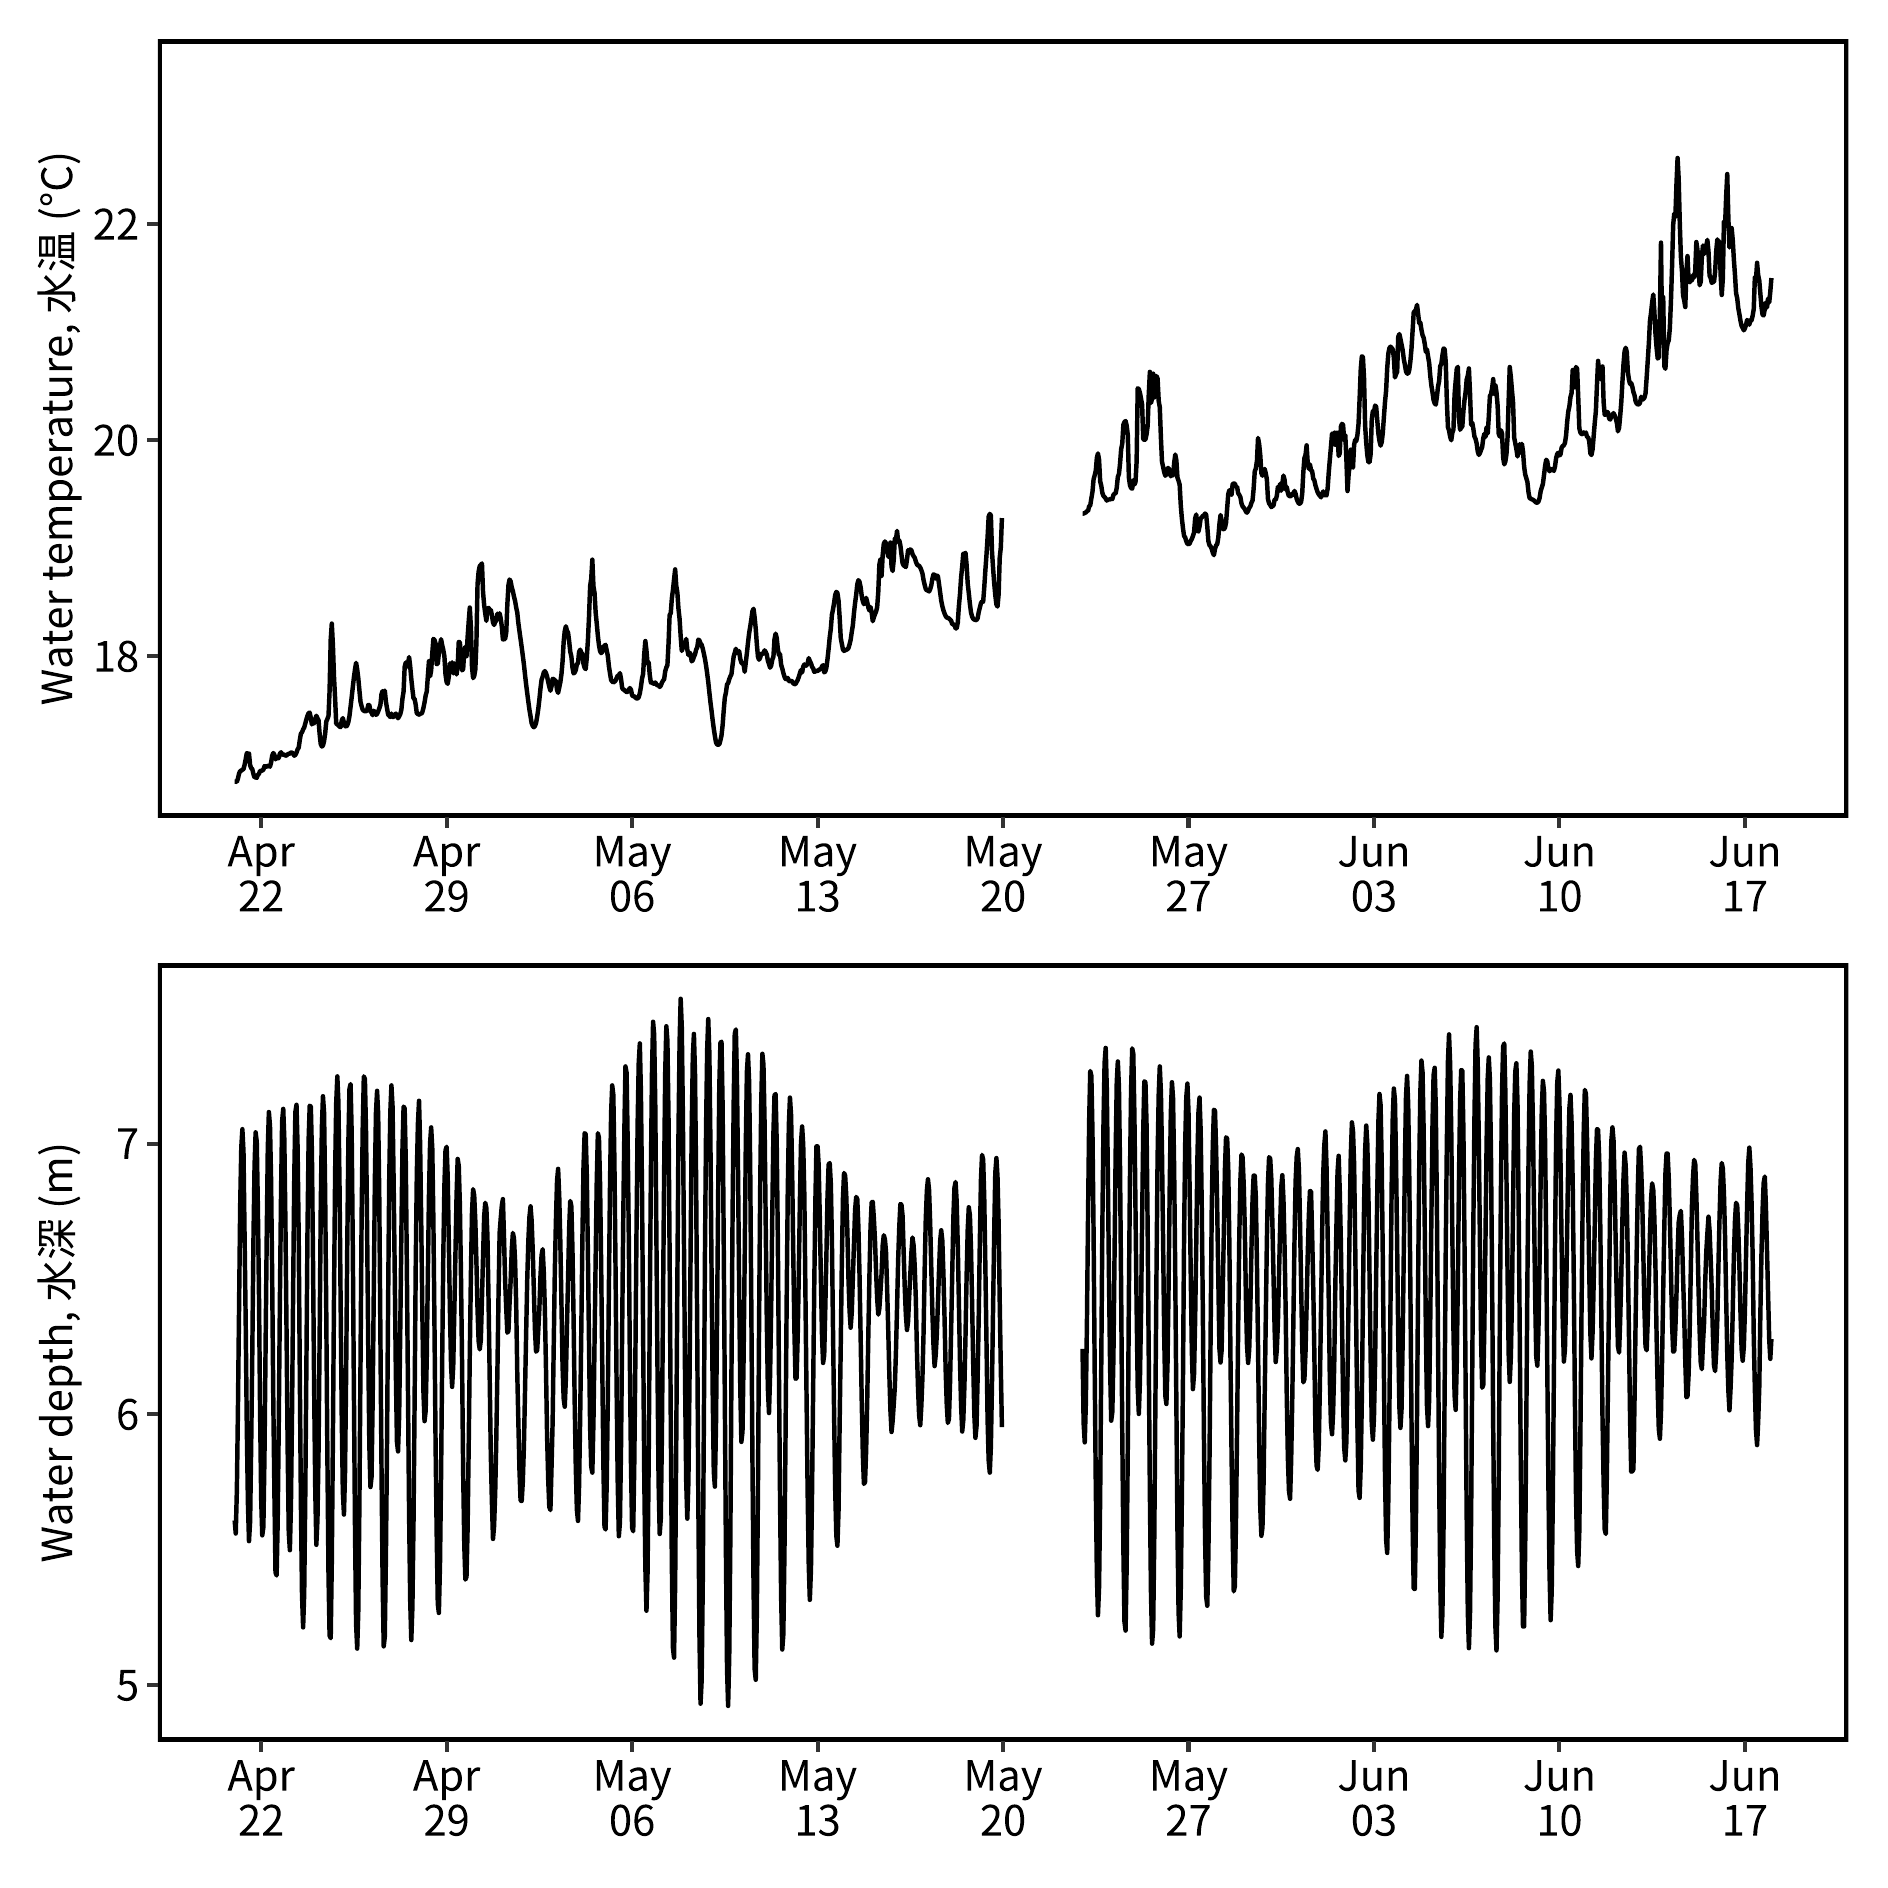 Water temperature, 水温 (°C)
22
20
18
Apr Apr May May May May Jun Jun Jun
22 29 06 13 20 27 03 10 17
Water depth, 水深 (m)
7
6
5
Apr Apr May May May May Jun Jun Jun
22 29 06 13 20 27 03 10 17